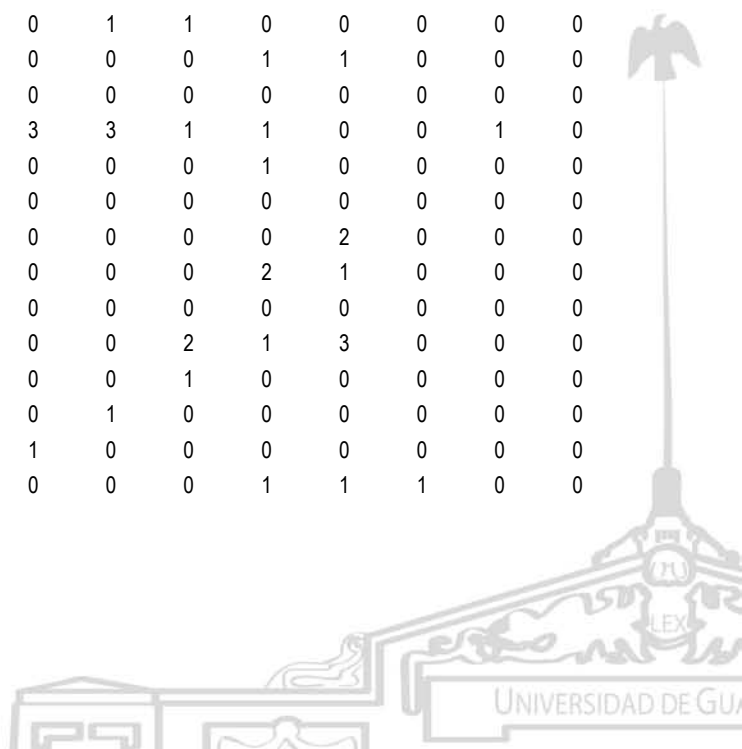 0 1 1 0 0 0 0 0
0 0 0 1 1 0 0 0
0 0 0 0 0 0 0 0
3 3 1 1 0 0 1 0
0 0 0 1 0 0 0 0
0 0 0 0 0 0 0 0
0 0 0 0 2 0 0 0
0 0 0 2 1 0 0 0
0 0 0 0 0 0 0 0
0 0 2 1 3 0 0 0
0 0 1 0 0 0 0 0
0 1 0 0 0 0 0 0
1 0 0 0 0 0 0 0
0 0 0 1 1 1 0 0
LEX
UNIVERSIDAD DE